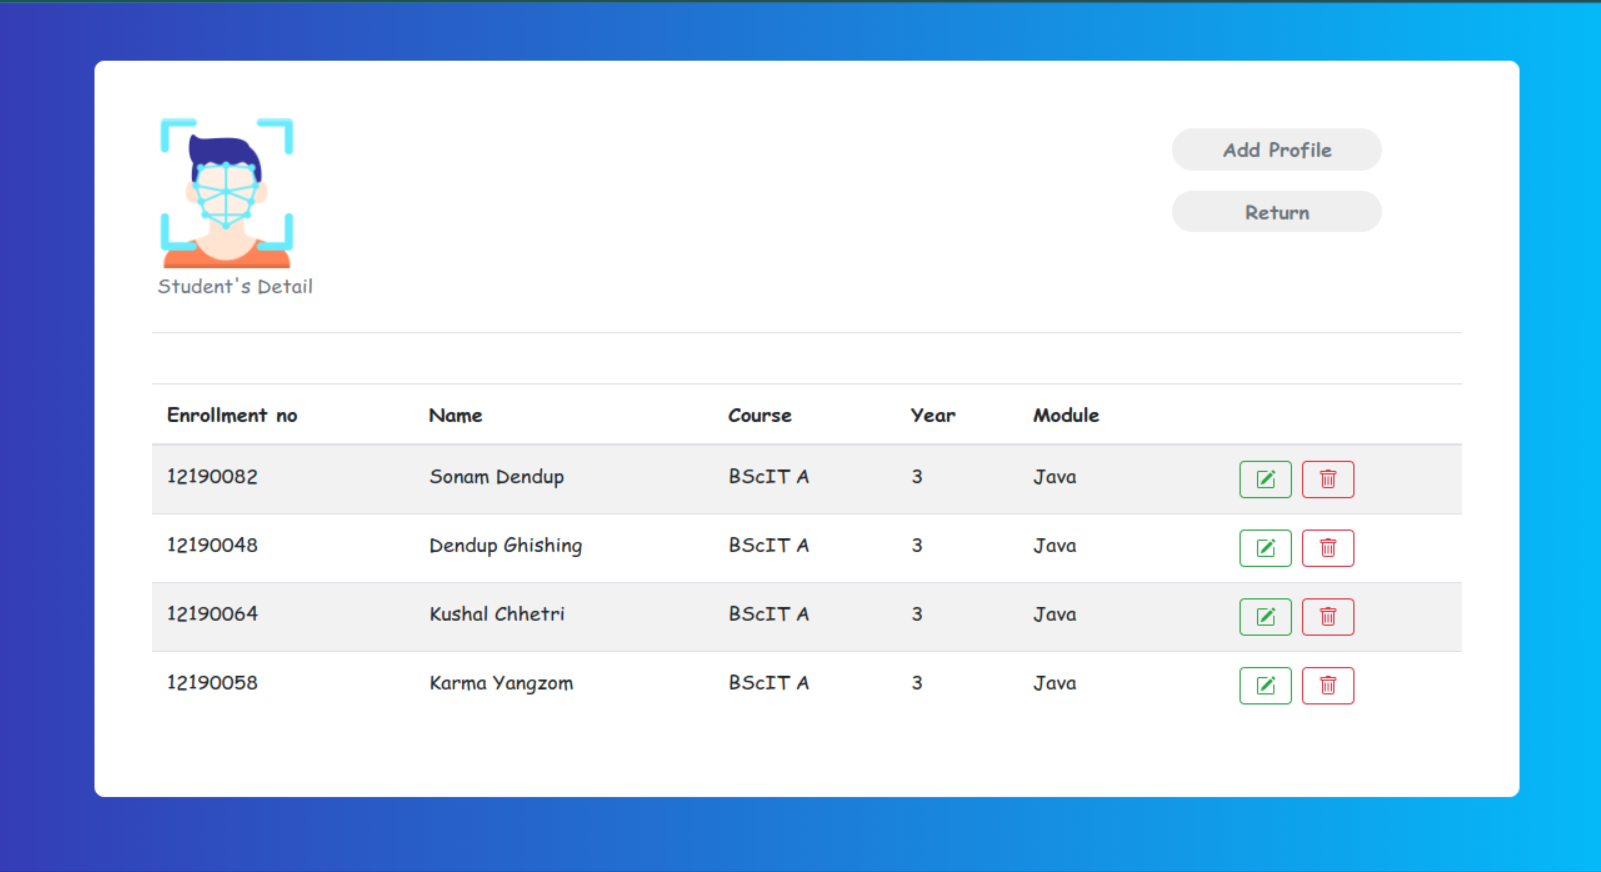 Add Profile
Return
Student's Detail
Enrollment no Name Course Year Module
12190082 Sonam Dendup BScIT A 3 Java
12190048 Dendup Ghishing BScIT A 3 Java
12190064 Kushal Chhetri BScIT A 3 Java
12190058 Karma Yangzom BScIT A 3 Java